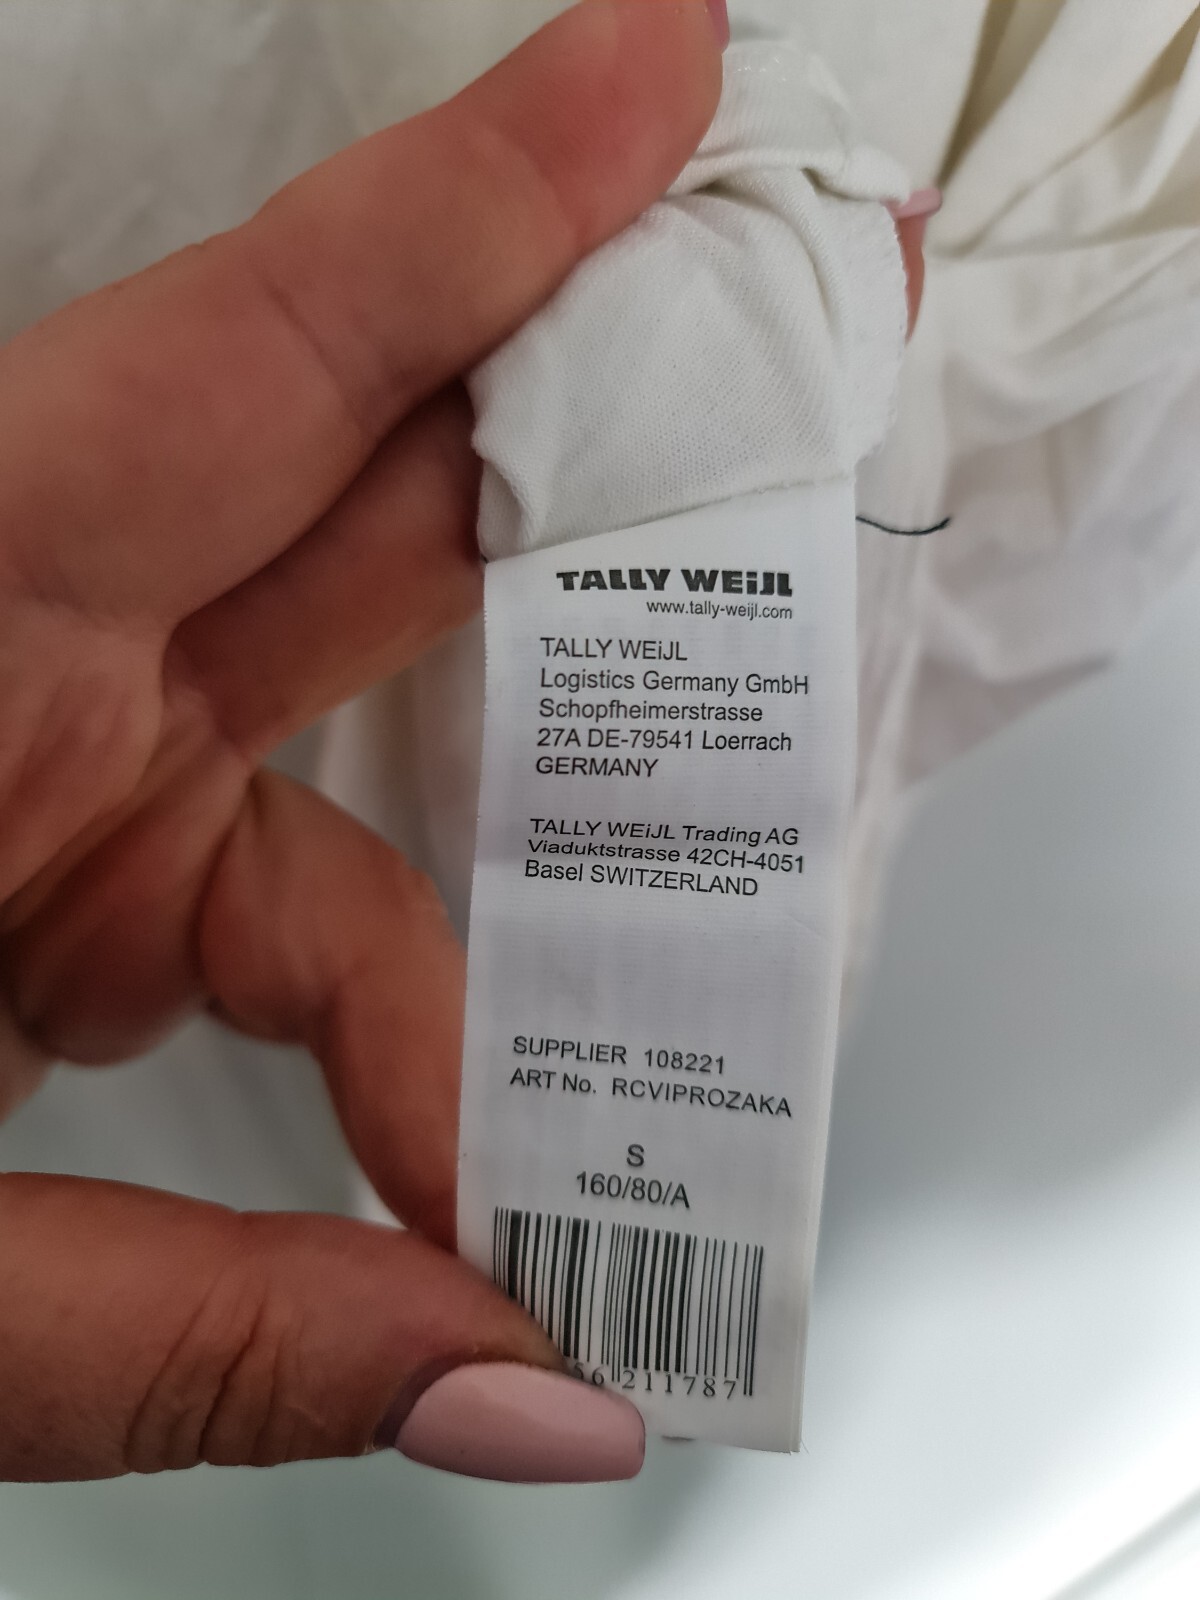 TALLY WEiJL
www.tally-weijl.com
TALLY WEiJL
Logistics Germany GmbH
Schopfheimerstrasse
27A DE-79541 Loerrach
GERMANY
TALLY WEiJL Trading AG
Viaduktstrasse 42CH-4051
Basel SWITZERLAND
SUPPLIER 108221
ART No. RCVIPROZAKA
S
160/80/A
56 211787